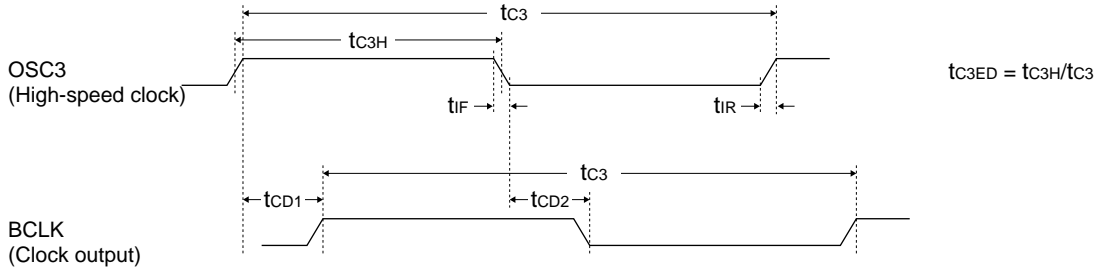 tC3
tC3H
OSC3
(High-speed clock)
tC3ED = tC3H/tC3
tIF
tIR
tC3
tCD1
tCD2
BCLK
(Clock output)